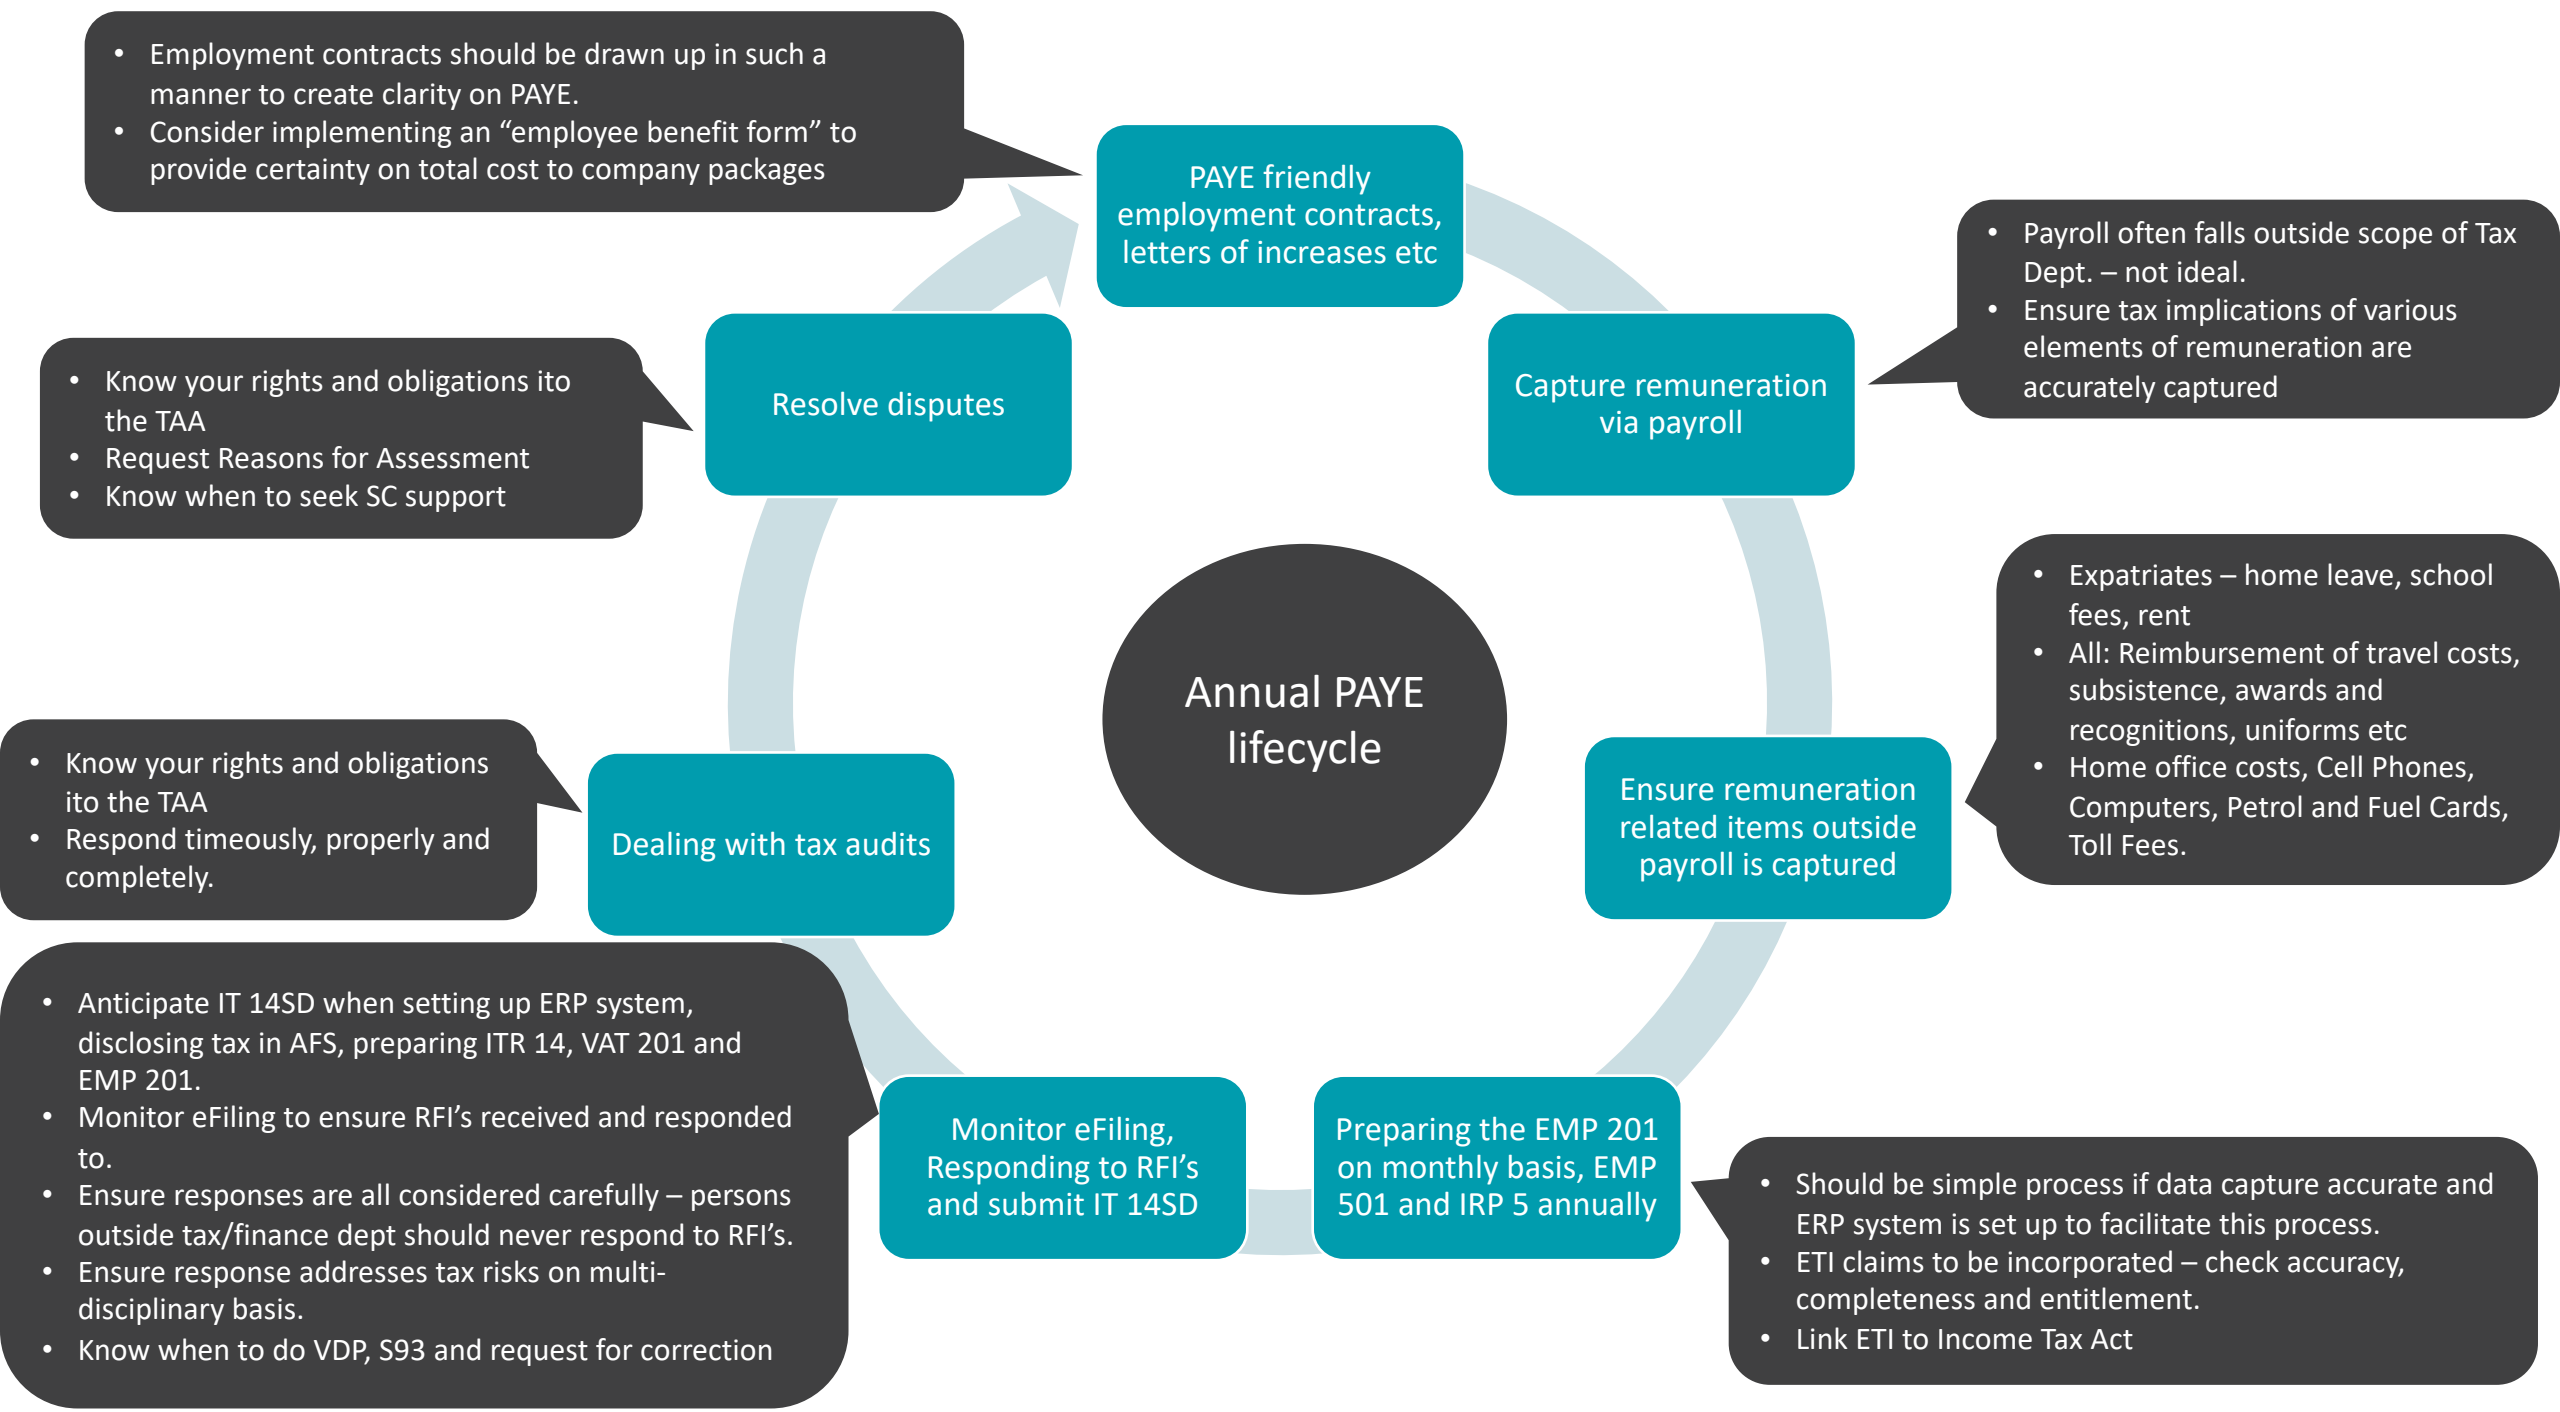 • Employment contracts should be drawn up in such a
manner to create clarity on PAYE.
• Consider implementing an “employee benefit form” to
provide certainty on total cost to company packages
PAYE friendly
employment contracts,
letters of increases etc
• Payroll often falls outside scope of Tax
Dept. – not ideal.
• Ensure tax implications of various
elements of remuneration are
accurately captured
Capture remuneration
via payroll
• Expatriates – home leave, school
fees, rent
• All: Reimbursement of travel costs,
subsistence, awards and
recognitions, uniforms etc
• Home office costs, Cell Phones,
Computers, Petrol and Fuel Cards,
Toll Fees.
Ensure remuneration
related items outside
payroll is captured
Preparing the EMP 201
on monthly basis, EMP
501 and IRP 5 annually
• Should be simple process if data capture accurate and
ERP system is set up to facilitate this process.
• ETI claims to be incorporated – check accuracy,
completeness and entitlement.
• Link ETI to Income Tax Act
Monitor eFiling,
Responding to RFI’s
and submit IT 14SD
• Anticipate IT 14SD when setting up ERP system,
disclosing tax in AFS, preparing ITR 14, VAT 201 and
EMP 201.
• Monitor eFiling to ensure RFI’s received and responded
to.
• Ensure responses are all considered carefully – persons
outside tax/finance dept should never respond to RFI’s.
• Ensure response addresses tax risks on multi-
disciplinary basis.
• Know when to do VDP, S93 and request for correction
Dealing with tax audits
• Know your rights and obligations
ito the TAA
• Respond timeously, properly and
completely.
Resolve disputes
• Know your rights and obligations ito
the TAA
• Request Reasons for Assessment
• Know when to seek SC support
Annual PAYE
lifecycle